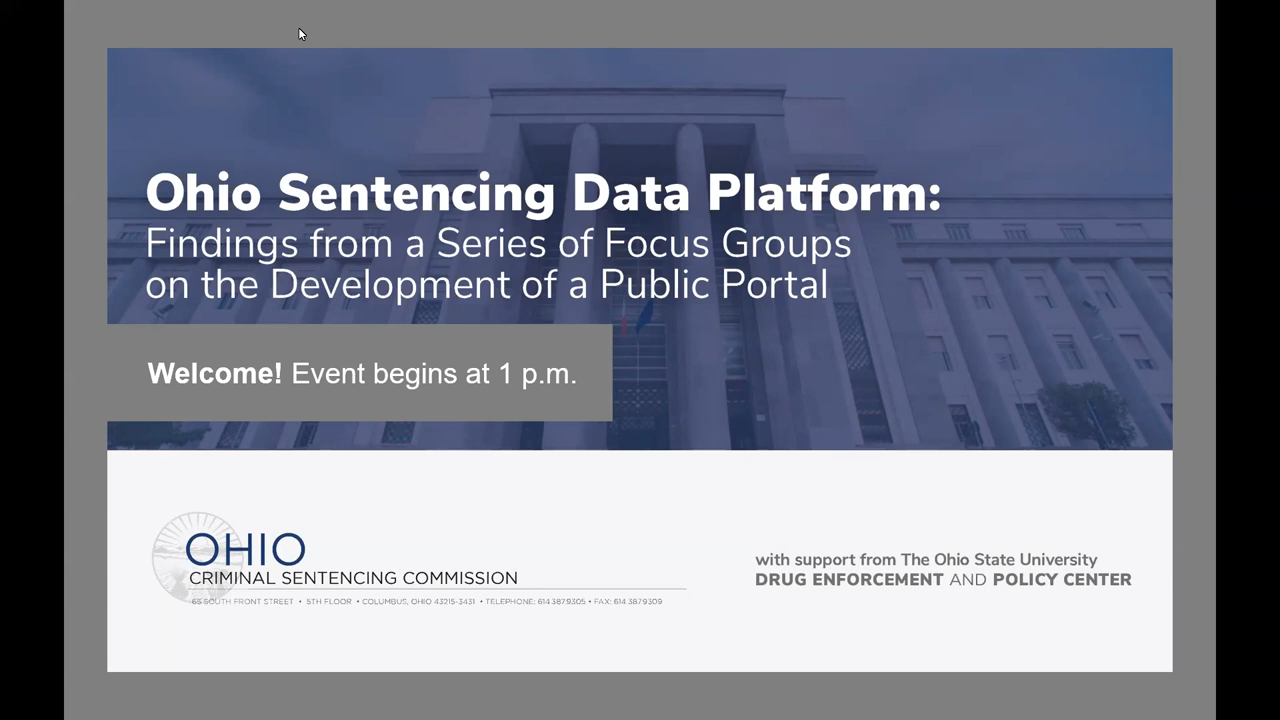 Ohio Sentencing Data Platform:
Findings from a Series of Focus Groups
on the Development of a Public Portal
Welcome! Event begins at 1 p.m.
OHIO
CRIMINAL SENTENCING COMMISSION
65 SOUTH FRONT STREET • 5TH FLOOR • COLUMBUS, OHIO 43215-3431 • TELEPHONE: 614.387.9305 • FAX: 614.387.9309
with support from The Ohio State University
DRUG ENFORCEMENT AND POLICY CENTER